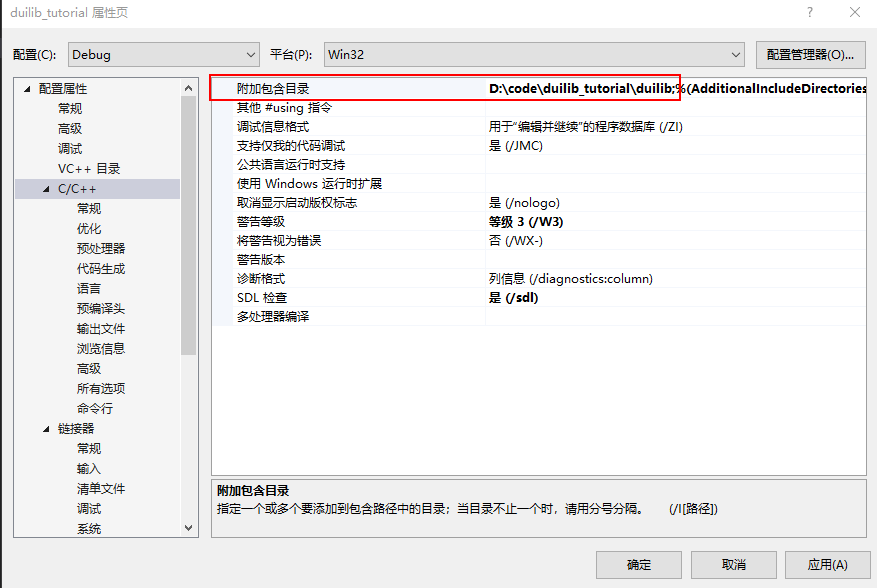 duilib_tutorial 属性页
?
配置(C): Debug 平台(P): Win32 配置管理器(O)...
配置属性
常规
高级
调试
VC++ 目录
C/C++
常规
优化
预处理器
代码生成
语言
预编译头
输出文件
浏览信息
高级
所有选项
命令行
链接器
常规
输入
清单文件
调试
系统
附加包含目录 D:\code\duilib_tutorial\duilib;%(AdditionalIncludeDirectories
其他 #using 指令
调试信息格式 用于“编辑并继续”的程序数据库 (/ZI)
支持仅我的代码调试 是 (/JMC)
公共语言运行时支持
使用 Windows 运行时扩展
取消显示启动版权标志 是 (/nologo)
警告等级 等级 3 (/W3)
将警告视为错误 否 (/WX-)
警告版本
诊断格式 列信息 (/diagnostics:column)
SDL 检查 是 (/sdl)
多处理器编译
附加包含目录
指定一个或多个要添加到包含路径中的目录；当目录不止一个时，请用分号分隔。 (/I[路径])
确定 取消 应用(A)